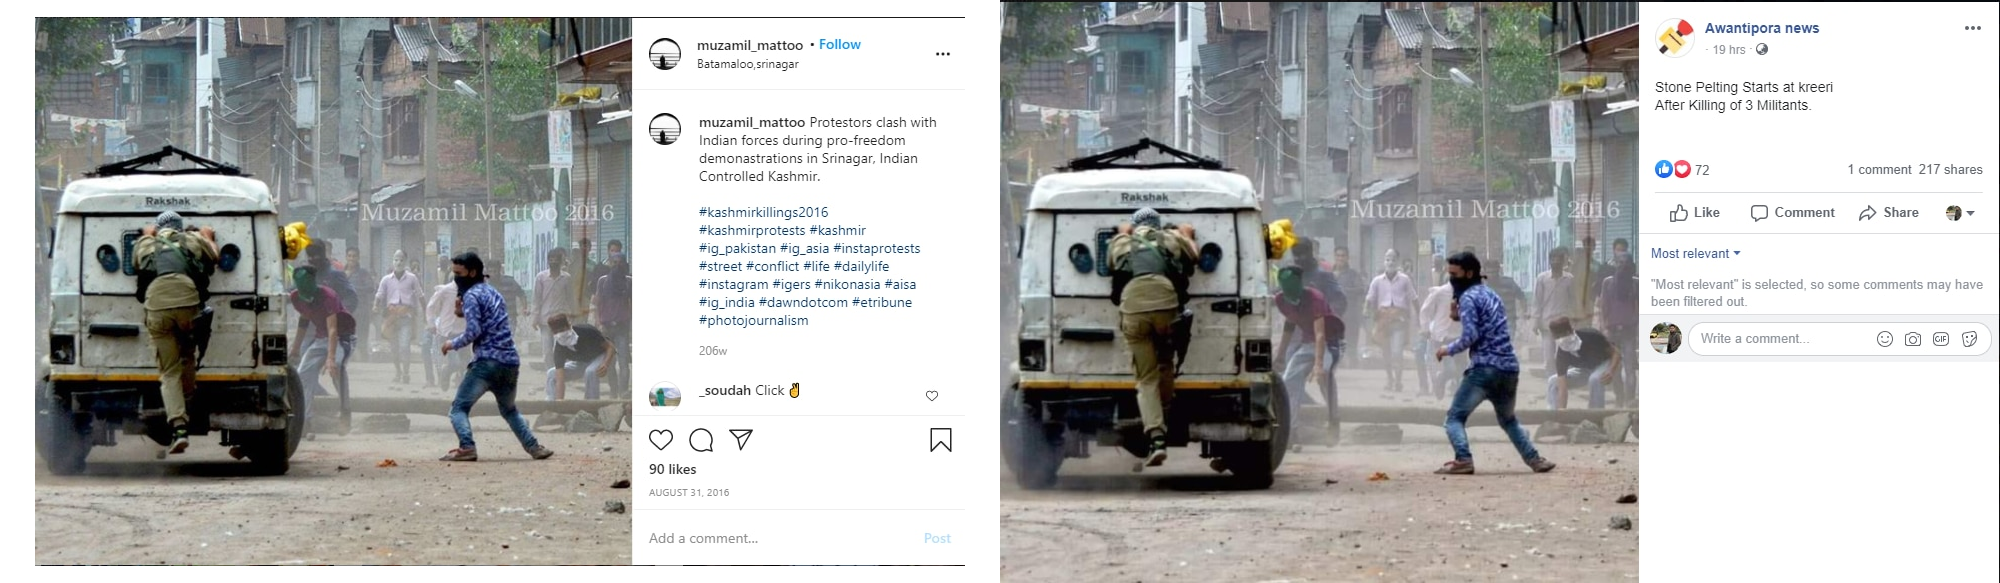 Rakshak
Muzamil Mattoo 2016
muzamil_mattoo • Follow
Batamaloo,srinagar
muzamil_mattoo Protestors clash with
Indian forces during pro-freedom
demonastrations in Srinagar, Indian
Controlled Kashmir.
#kashmirkillings2016
#kashmirprotests #kashmir
#ig_pakistan #ig_asia #instaprotests
#street #conflict #life #dailylife
#instagram #igers #nikonasia #aisa
#ig_india #dawndotcom #etribune
#photojournalism
206w
_soudah Click ✌
90 likes
AUGUST 31, 2016
Add a comment... Post
Rakshak
Muzamil Mattoo 2016
Awantipora news
· 19 hrs ·
Stone Pelting Starts at kreeri
After Killing of 3 Militants.
72 1 comment 217 shares
Like Comment Share
Most relevant
"Most relevant" is selected, so some comments may have
been filtered out.
Write a comment... GIF